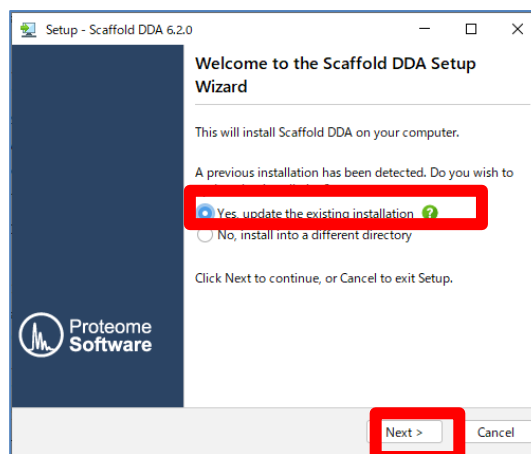 Setup - Scaffold DDA 6.2.0
Welcome to the Scaffold DDA Setup
Wizard
This will install Scaffold DDA on your computer.
A previous installation has been detected. Do you wish to
Yes, update the existing installation
No, install into a different directory
Click Next to continue, or Cancel to exit Setup.
Proteome
Software
Next >
Cancel